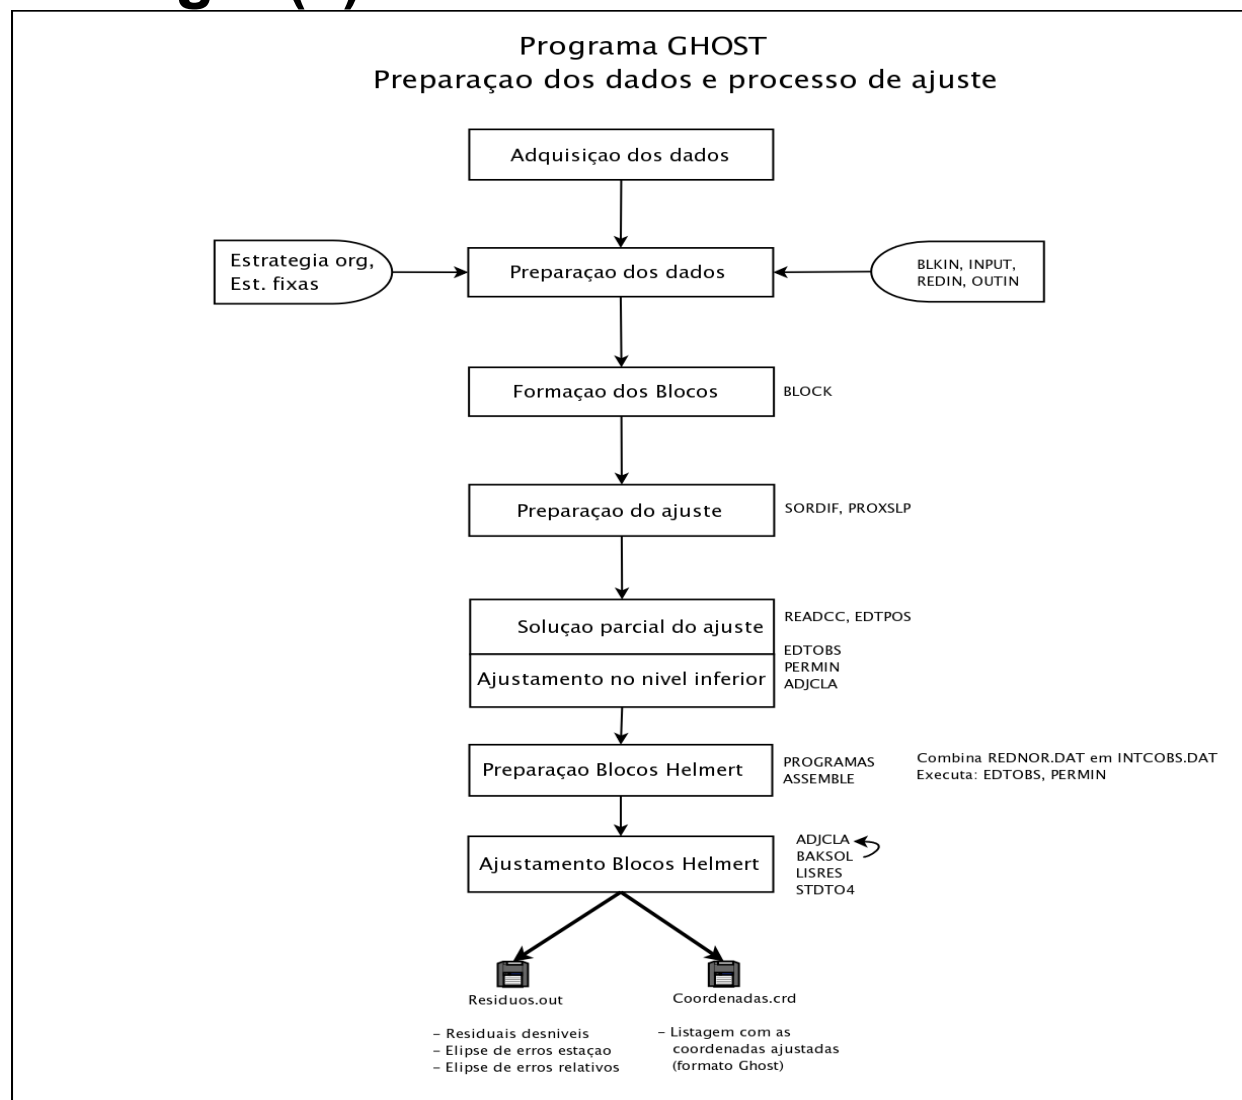 Programa GHOST
Preparaçao dos dados e processo de ajuste
Adquisiçao dos dados
Estrategia org,
Est. fixas
Preparaçao dos dados
BLKIN, INPUT,
REDIN, OUTIN
Formaçao dos Blocos
BLOCK
Preparaçao do ajuste
SORDIF, PROXSLP
Soluçao parcial do ajuste
READCC, EDTPOS
Ajustamento no nivel inferior
EDTOBS
PERMIN
ADJCLA
Preparaçao Blocos Helmert
PROGRAMAS
ASSEMBLE
Combina REDNOR.DAT em INTCOBS.DAT
Executa: EDTOBS, PERMIN
Ajustamento Blocos Helmert
ADJCLA
BAKSOL
LISRES
STDTO4
Residuos.out
– Residuais desniveis
– Elipse de erros estaçao
– Elipse de erros relativos
Coordenadas.crd
– Listagem com as
coordenadas ajustadas
(formato Ghost)